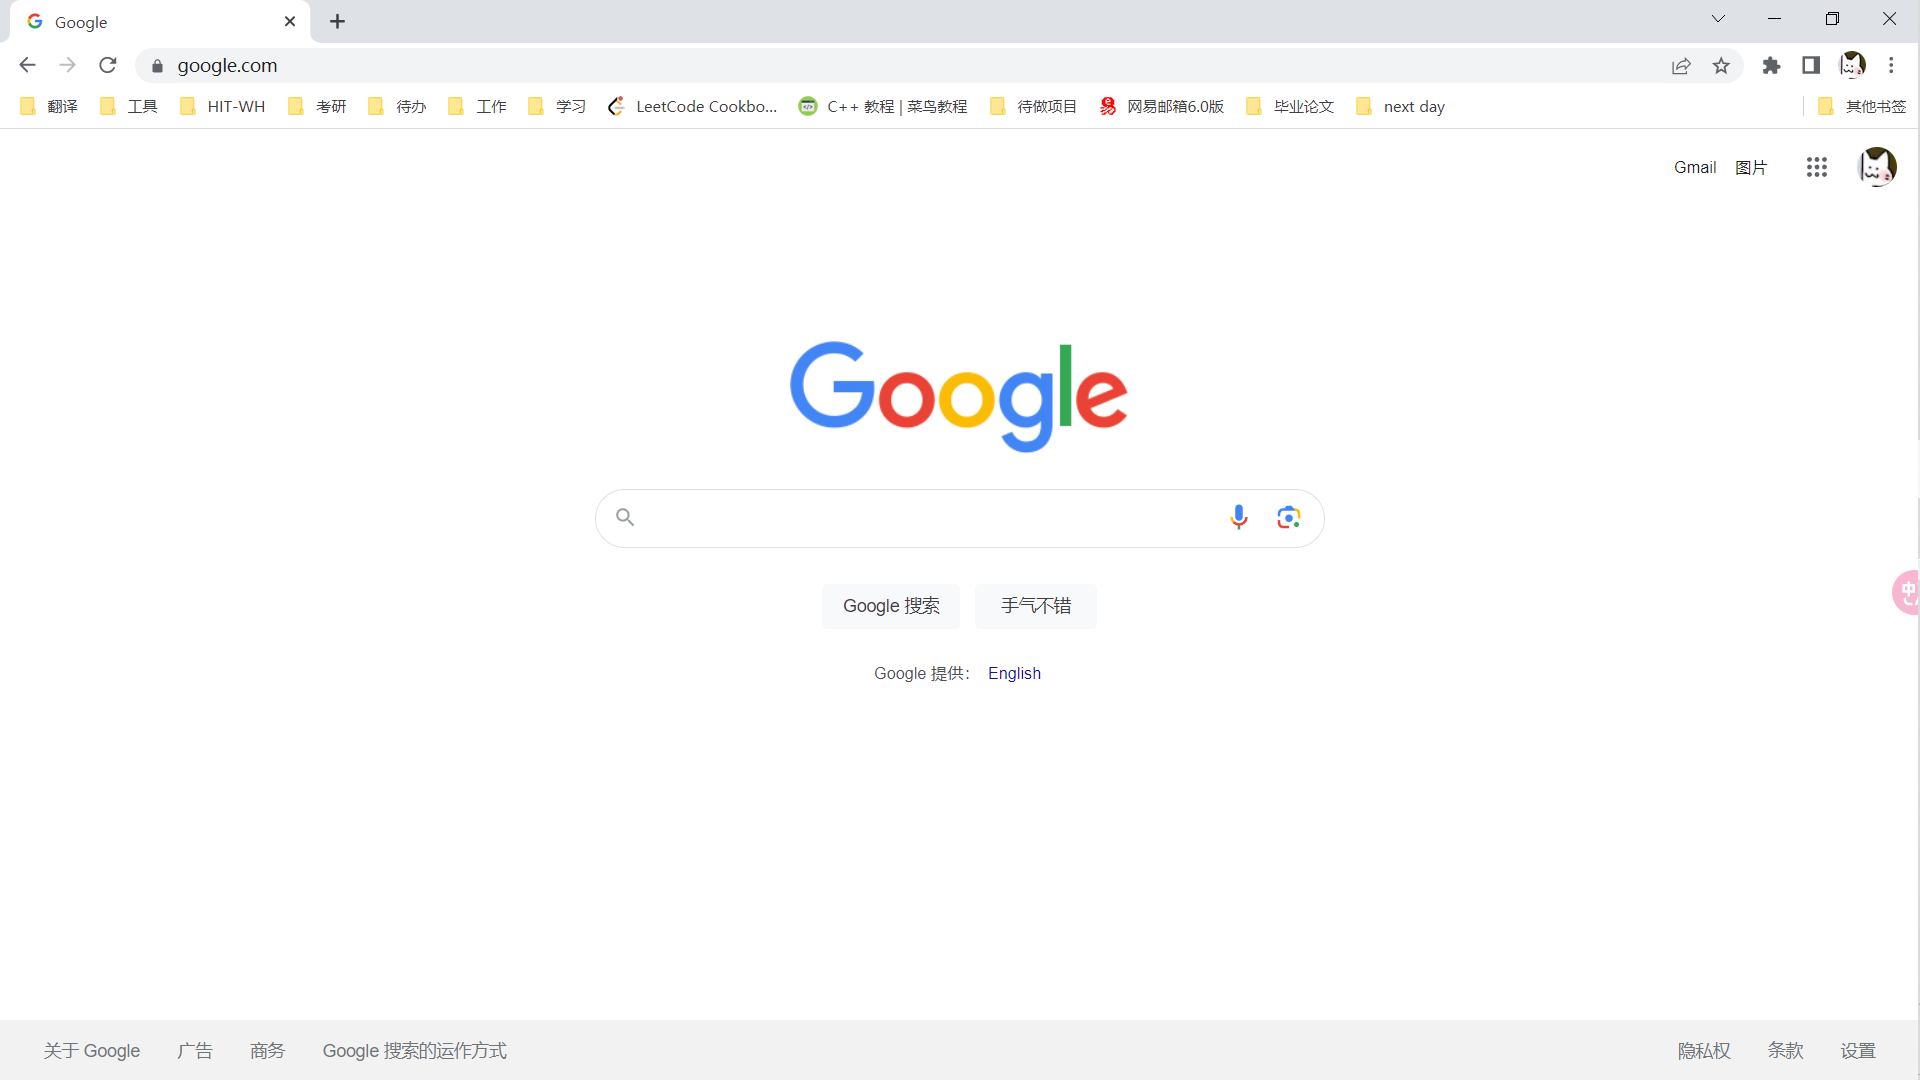 Google
google.com
翻译 工具 HIT-WH 考研 待办 工作 学习 LeetCode Cookbo... C++ 教程 | 菜鸟教程 待做项目 网易邮箱6.0版 毕业论文 next day 其他书签
Gmail 图片
Google
Google 搜索 手气不错
Google 提供： English
中
关于 Google 广告 商务 Google 搜索的运作方式 隐私权 条款 设置